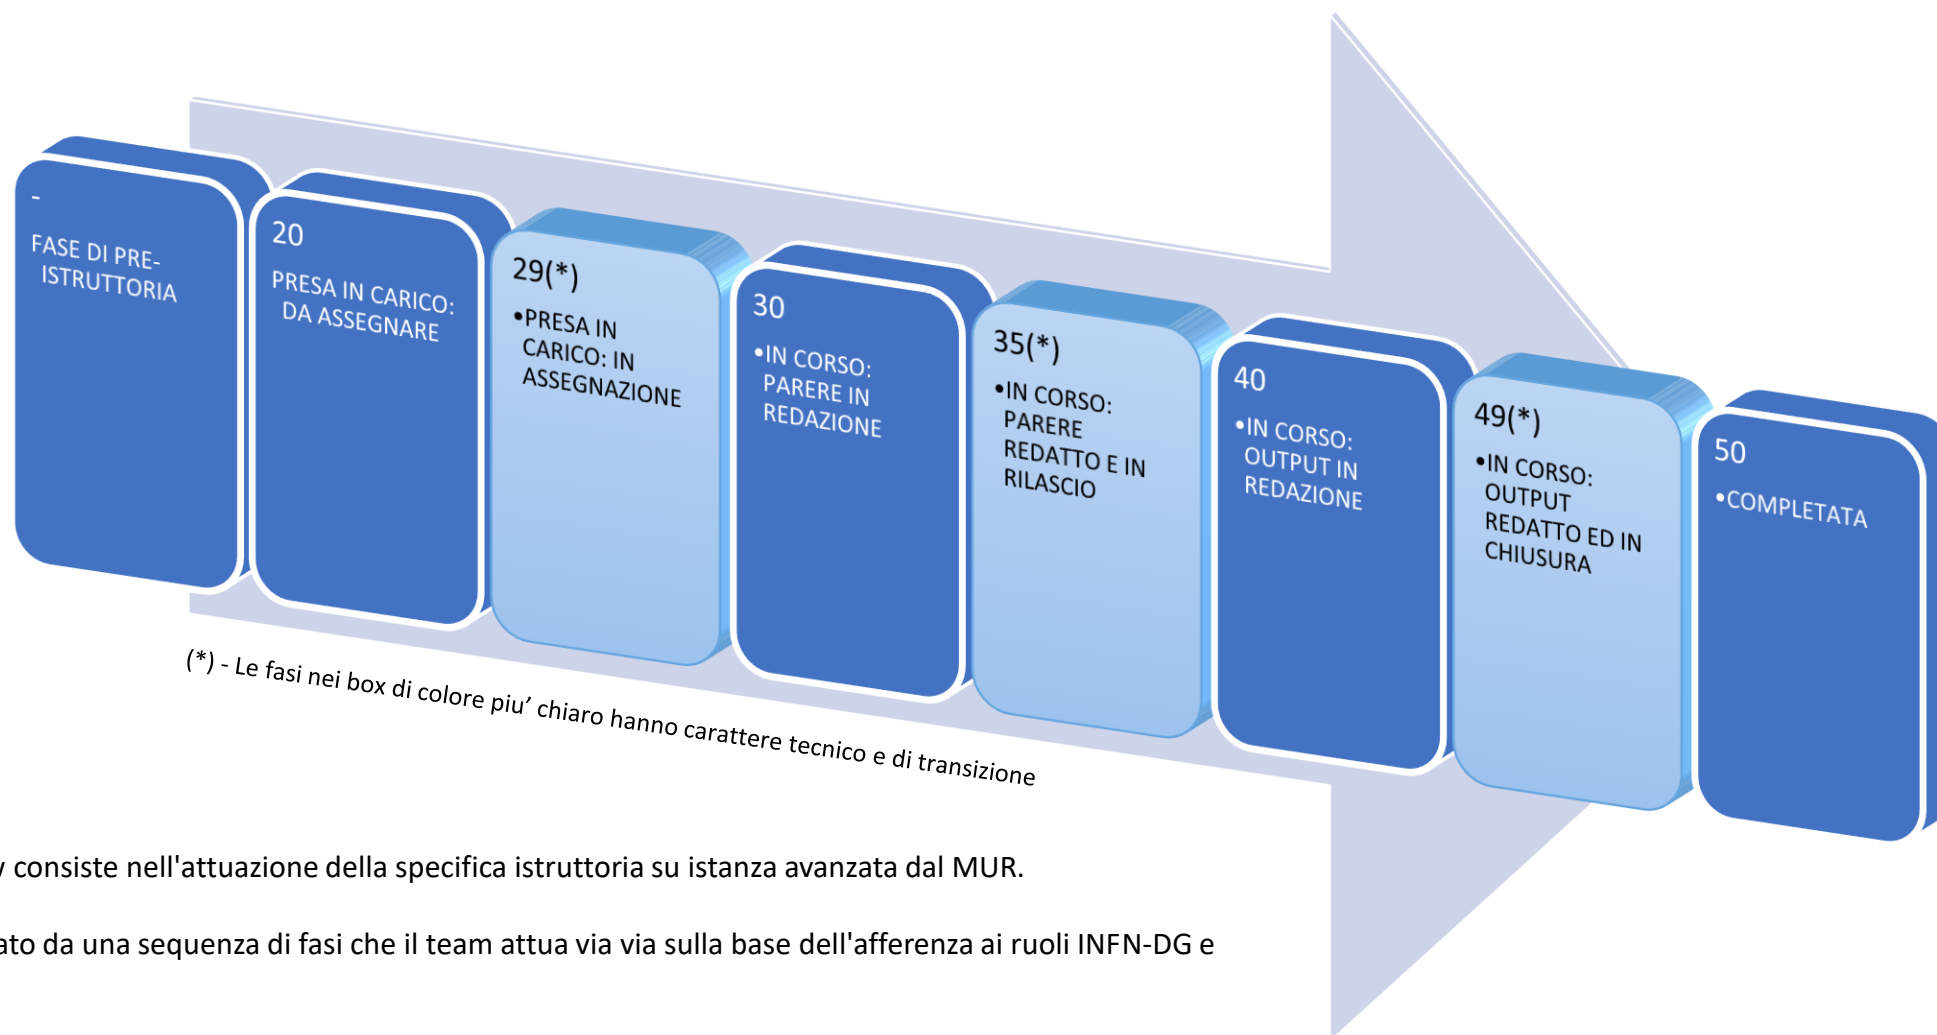 -
FASE DI PRE-
ISTRUTTORIA
20
PRESA IN CARICO:
DA ASSEGNARE
29(*)
•PRESA IN
CARICO: IN
ASSEGNAZIONE
30
•IN CORSO:
PARERE IN
REDAZIONE
35(*)
•IN CORSO:
PARERE
REDATTO E IN
RILASCIO
40
•IN CORSO:
OUTPUT IN
REDAZIONE
49(*)
•IN CORSO:
OUTPUT
REDATTO ED IN
CHIUSURA
50
•COMPLETATA
(*) - Le fasi nei box di colore piu’ chiaro hanno carattere tecnico e di transizione
consiste nell'attuazione della specifica istruttoria su istanza avanzata dal MUR.
ato da una sequenza di fasi che il team attua via via sulla base dell'afferenza ai ruoli INFN-DG e